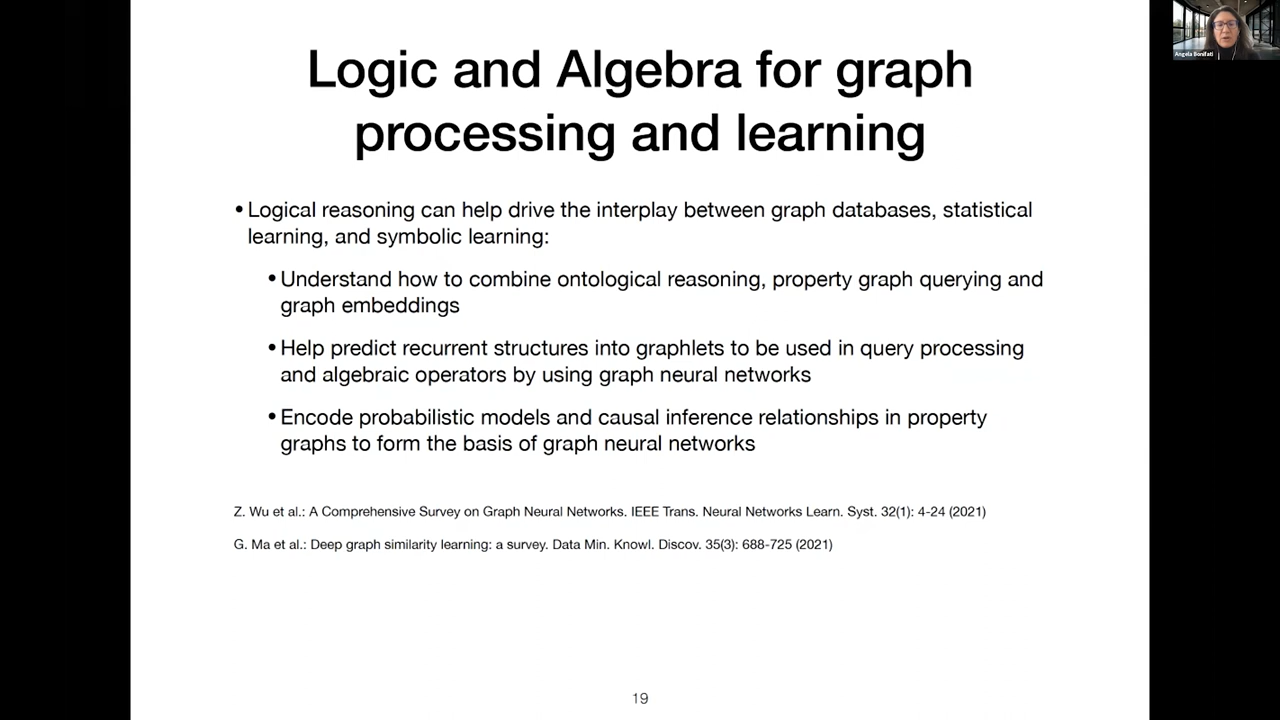 Logic and Algebra for graph
processing and learning
• Logical reasoning can help drive the interplay between graph databases, statistical
learning, and symbolic learning:
• Understand how to combine ontological reasoning, property graph querying and
graph embeddings
• Help predict recurrent structures into graphlets to be used in query processing
and algebraic operators by using graph neural networks
• Encode probabilistic models and causal inference relationships in property
graphs to form the basis of graph neural networks
Z. Wu et al.: A Comprehensive Survey on Graph Neural Networks. IEEE Trans. Neural Networks Learn. Syst. 32(1): 4-24 (2021)
G. Ma et al.: Deep graph similarity learning: a survey. Data Min. Knowl. Discov. 35(3): 688-725 (2021)
19
Angela Bonifati